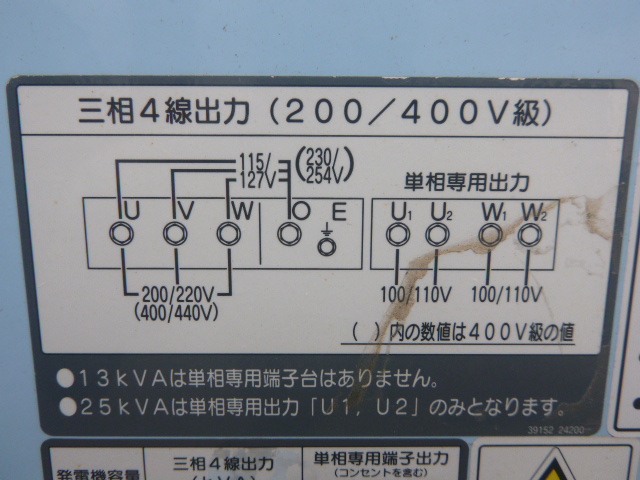 三相4線出力(200/400V級)
115/ (230/
127V 254V)
単相専用出力
U V W O E U1 U2 W1 W2
200/220V 100/110V 100/110V
(400/440V)
( )内の数値は400V級の値
●13kVAは単相専用端子台はありません。
●25kVAは単相専用出力「U1, U2」のみとなります。
39152 24200
発電機容量 三相4線出力 単相専用端子出力
(kVA) (コンセントを含む)